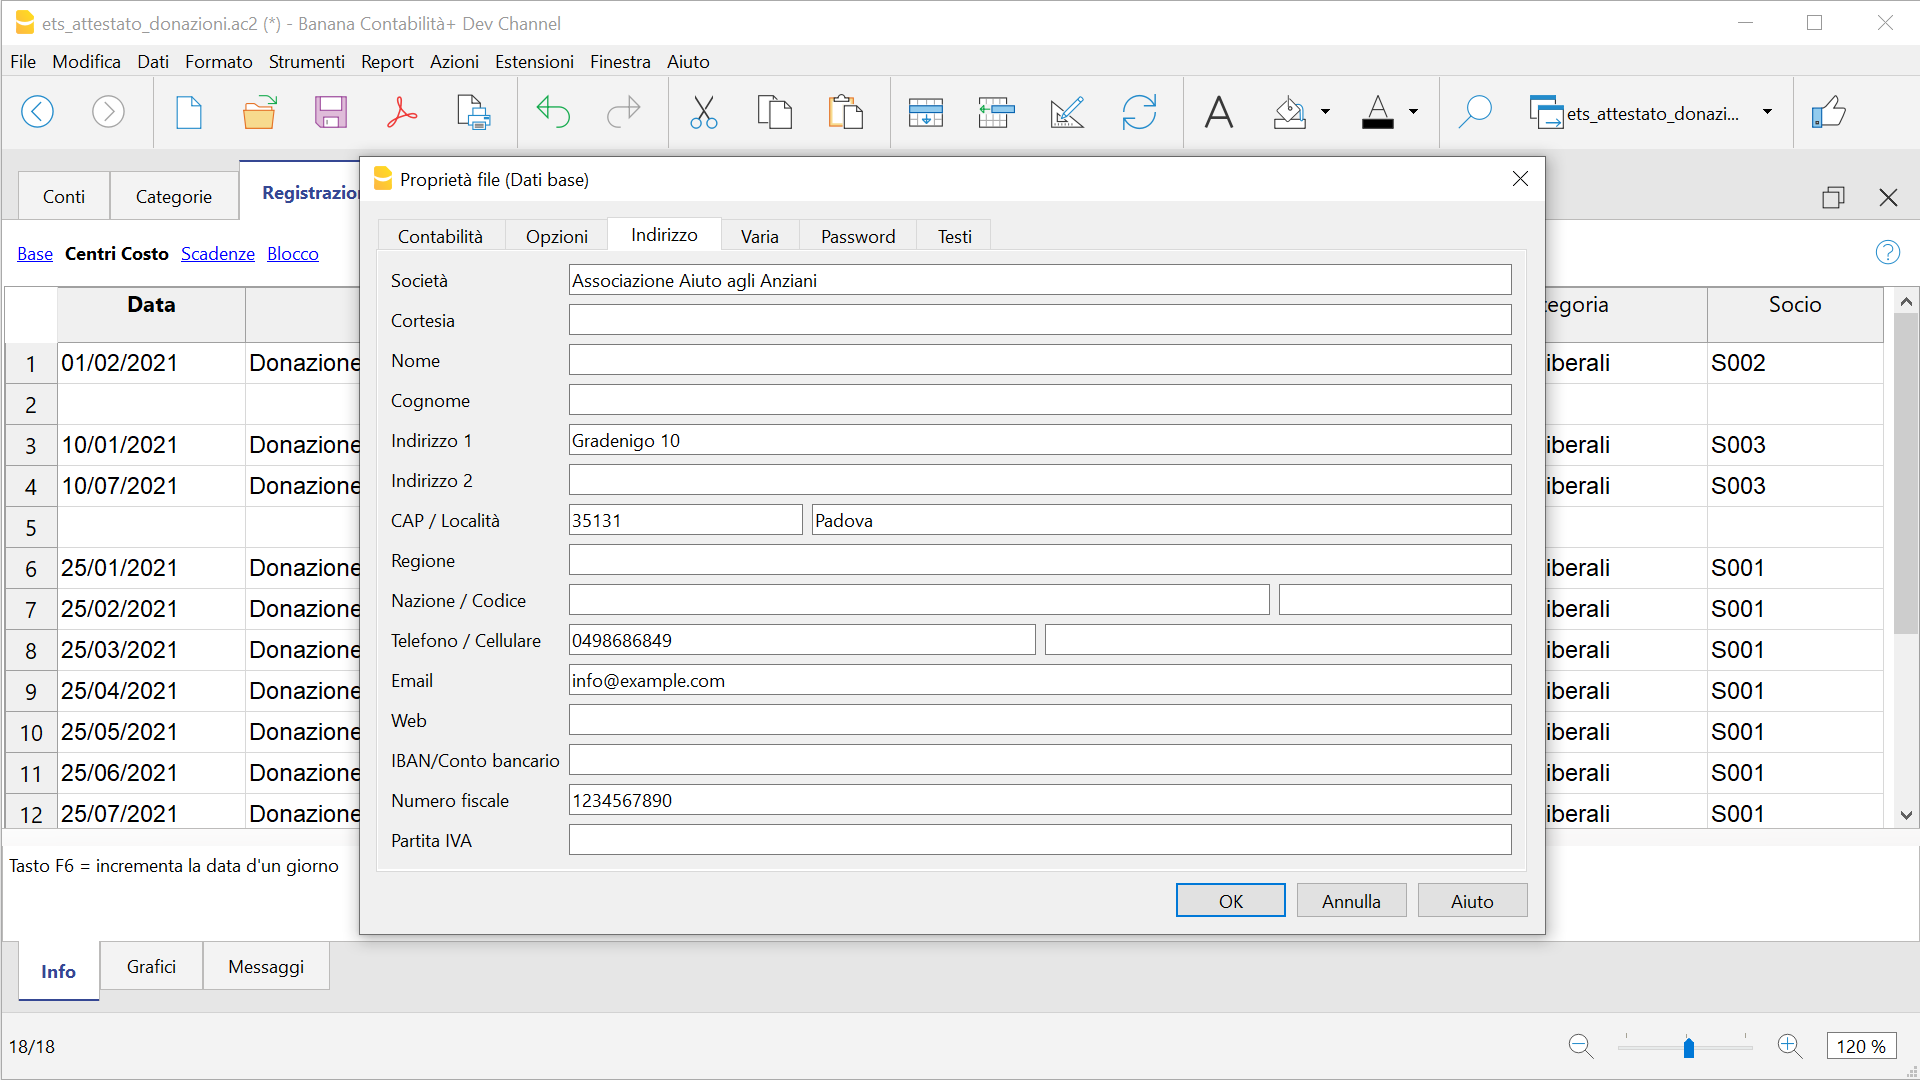 ets_attestato_donazioni.ac2 (*) - Banana Contabilità+ Dev Channel
File Modifica Dati Formato Strumenti Report Azioni Estensioni Finestra Aiuto
ets_attestato_donazi...
Conti Categorie Registrazion
Base Centri Costo Scadenze Blocco
Data egoria Socio
1 01/02/2021 Donazione iberali S002
2
3 10/01/2021 Donazione iberali S003
4 10/07/2021 Donazione iberali S003
5
6 25/01/2021 Donazione iberali S001
7 25/02/2021 Donazione iberali S001
8 25/03/2021 Donazione iberali S001
9 25/04/2021 Donazione iberali S001
10 25/05/2021 Donazione iberali S001
11 25/06/2021 Donazione iberali S001
12 25/07/2021 Donazione iberali S001
Proprietà file (Dati base)
Contabilità Opzioni Indirizzo Varia Password Testi
Società Associazione Aiuto agli Anziani
Cortesia
Nome
Cognome
Indirizzo 1 Gradenigo 10
Indirizzo 2
CAP / Località 35131 Padova
Regione
Nazione / Codice
Telefono / Cellulare 0498686849
Email info@example.com
Web
IBAN/Conto bancario
Numero fiscale 1234567890
Partita IVA
OK Annulla Aiuto
Tasto F6 = incrementa la data d'un giorno
Info Grafici Messaggi
18/18 120 %